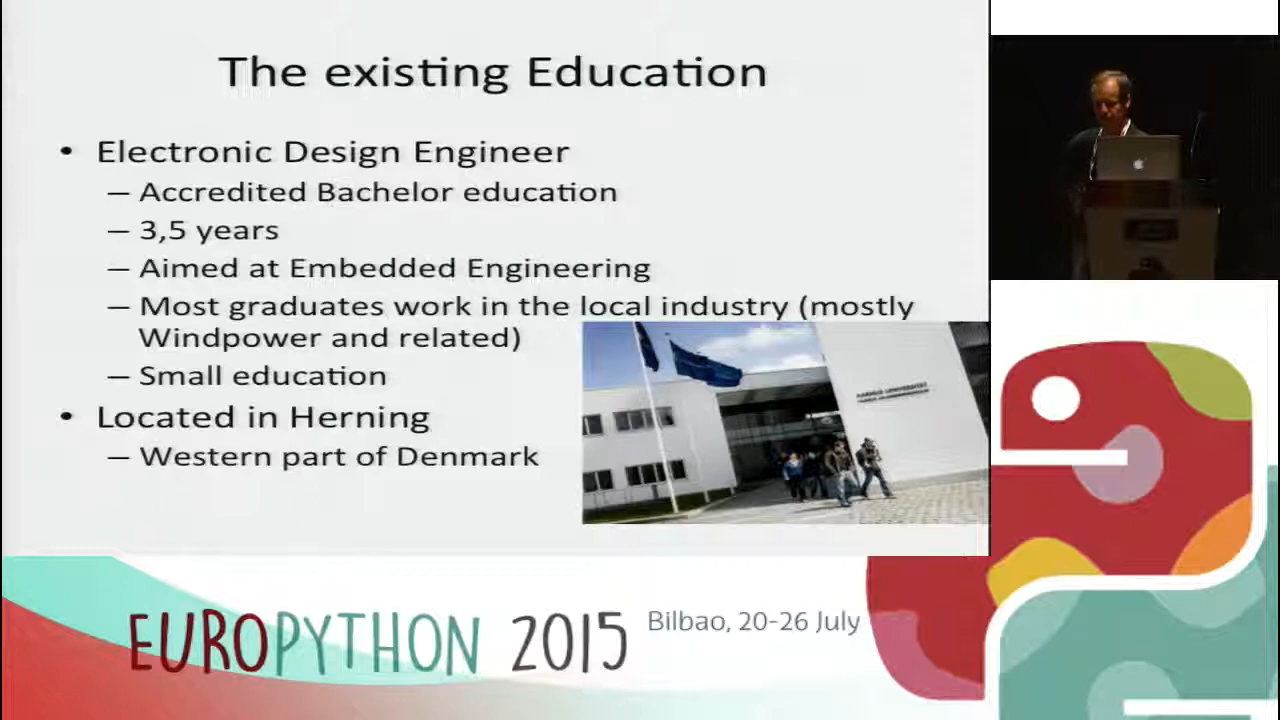 The existing Education
• Electronic Design Engineer
– Accredited Bachelor education
– 3,5 years
– Aimed at Embedded Engineering
– Most graduates work in the local industry (mostly
Windpower and related)
– Small education
• Located in Herning
– Western part of Denmark
AARHUS UNIVERSITET
EUROPYTHON 2015
Bilbao, 20-26 July